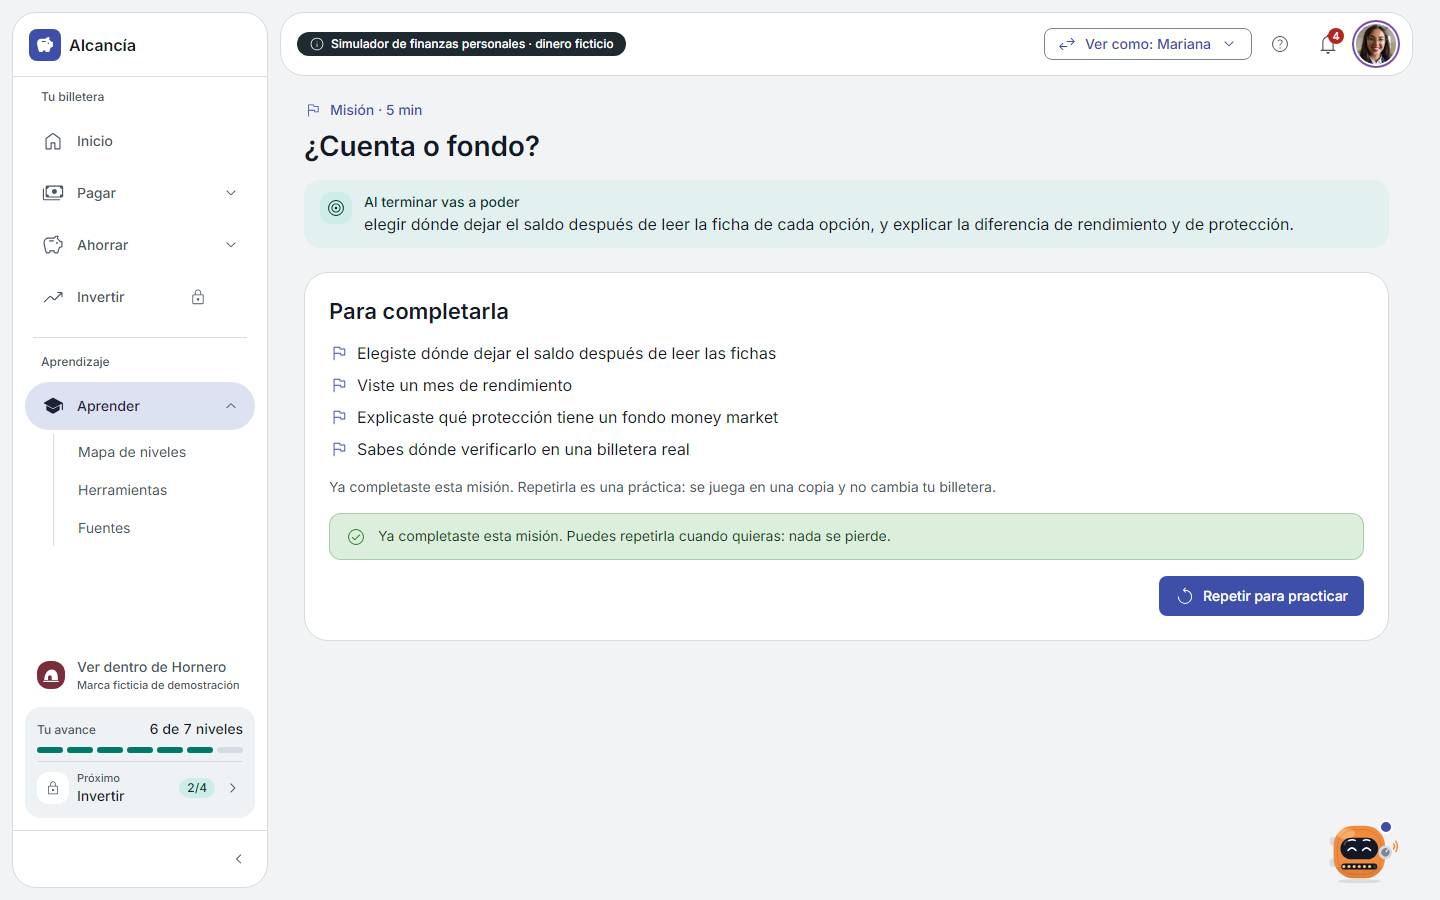 Alcancía
Tu billetera
Inicio
Pagar
Ahorrar
Invertir
Aprendizaje
Aprender
Mapa de niveles
Herramientas
Fuentes
Ver dentro de Hornero
Marca ficticia de demostración
Tu avance 6 de 7 niveles
Próximo
Invertir 2/4
Simulador de finanzas personales · dinero ficticio
Ver como: Mariana
4
Misión · 5 min
¿Cuenta o fondo?
Al terminar vas a poder
elegir dónde dejar el saldo después de leer la ficha de cada opción, y explicar la diferencia de rendimiento y de protección.
Para completarla
Elegiste dónde dejar el saldo después de leer las fichas
Viste un mes de rendimiento
Explicaste qué protección tiene un fondo money market
Sabes dónde verificarlo en una billetera real
Ya completaste esta misión. Repetirla es una práctica: se juega en una copia y no cambia tu billetera.
Ya completaste esta misión. Puedes repetirla cuando quieras: nada se pierde.
Repetir para practicar